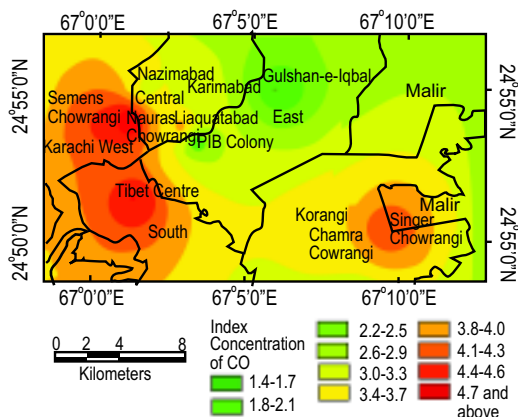 67°0'0"E 67°5'0"E 67°10'0"E
24°55'0"N
24°50'0"N
24°55'0"N
24°55'0"N
Nazimabad
Karimabad
Gulshan-e-Iqbal
Malir
Semens
Chowrangi
Central
Nauras
Chowrangi
Liaquatabad
East
PIB Colony
Karachi West
Tibet Centre
South
Malir
Korangi
Chamra
Cowrangi
Singer
Chowrangi
67°0'0"E 67°5'0"E 67°10'0"E
0 2 4 8
Kilometers
Index
Concentration
of CO
1.4-1.7
1.8-2.1
2.2-2.5
2.6-2.9
3.0-3.3
3.4-3.7
3.8-4.0
4.1-4.3
4.4-4.6
4.7 and
above